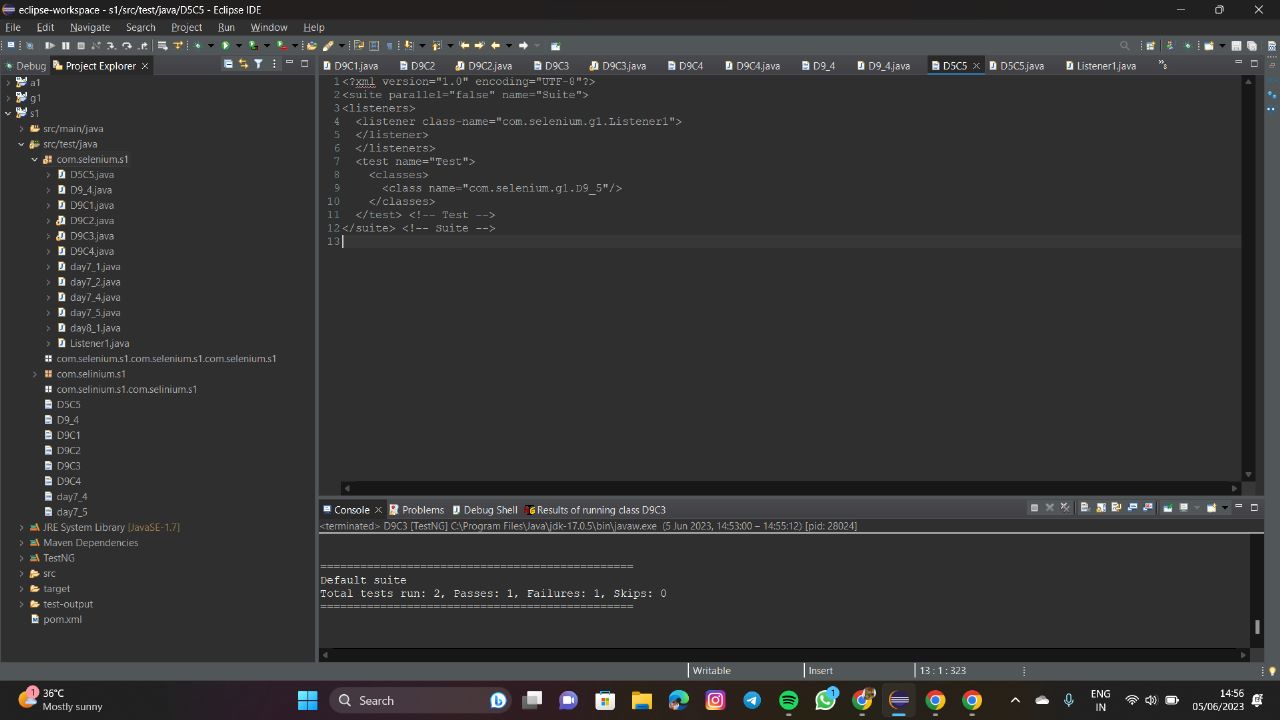 eclipse-workspace - s1/src/test/java/D5C5 - Eclipse IDE
File Edit Navigate Search Project Run Window Help
Debug Project Explorer
D9C1.java D9C2 D9C2.java D9C3 D9C3.java D9C4 D9C4.java D9_4 D9_4.java D5C5 D5C5.java Listener1.java »5
a1
g1
s1
src/main/java
src/test/java
com.selenium.s1
D5C5.java
D9_4.java
D9C1.java
D9C2.java
D9C3.java
D9C4.java
day7_1.java
day7_2.java
day7_4.java
day7_5.java
day8_1.java
Listener1.java
com.selenium.s1.com.selenium.s1.com.selenium.s1
com.selinium.s1
com.selinium.s1.com.selinium.s1
D5C5
D9_4
D9C1
D9C2
D9C3
D9C4
day7_4
day7_5
JRE System Library [JavaSE-1.7]
Maven Dependencies
TestNG
src
target
test-output
pom.xml
1 <?xml version="1.0" encoding="UTF-8"?>
2 <suite parallel="false" name="Suite">
3 <listeners>
4 <listener class-name="com.selenium.g1.Listener1">
5 </listener>
6 </listeners>
7 <test name="Test">
8 <classes>
9 <class name="com.selenium.g1.D9_5"/>
10 </classes>
11 </test> <!-- Test -->
12 </suite> <!-- Suite -->
13
Console Problems Debug Shell Results of running class D9C3
<terminated> D9C3 [TestNG] C:\Program Files\Java\jdk-17.0.5\bin\javaw.exe (5 Jun 2023, 14:53:00 – 14:55:12) [pid: 28024]
===============================================
Default suite
Total tests run: 2, Passes: 1, Failures: 1, Skips: 0
===============================================
Writable Insert 13 : 1 : 323
1 36°C
Mostly sunny
Search
1
ENG
IN
14:56
05/06/2023